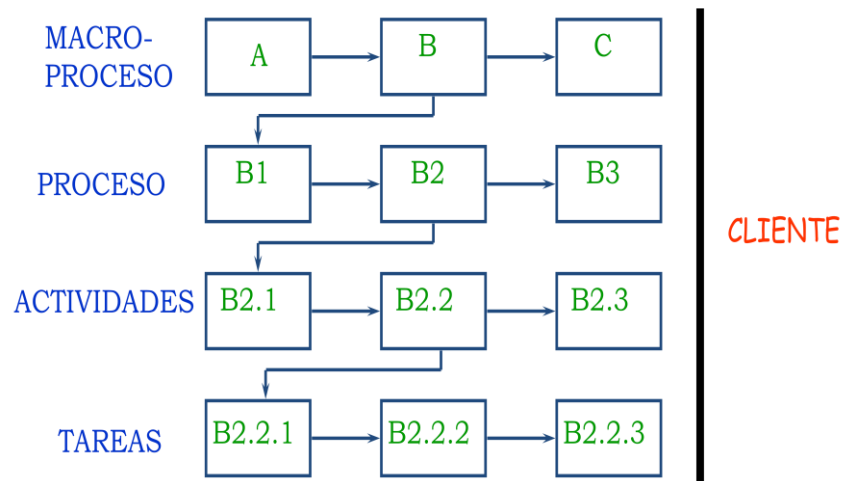 MACRO-
PROCESO
A
B
C
PROCESO
B1
B2
B3
CLIENTE
ACTIVIDADES
B2.1
B2.2
B2.3
TAREAS
B2.2.1
B2.2.2
B2.2.3